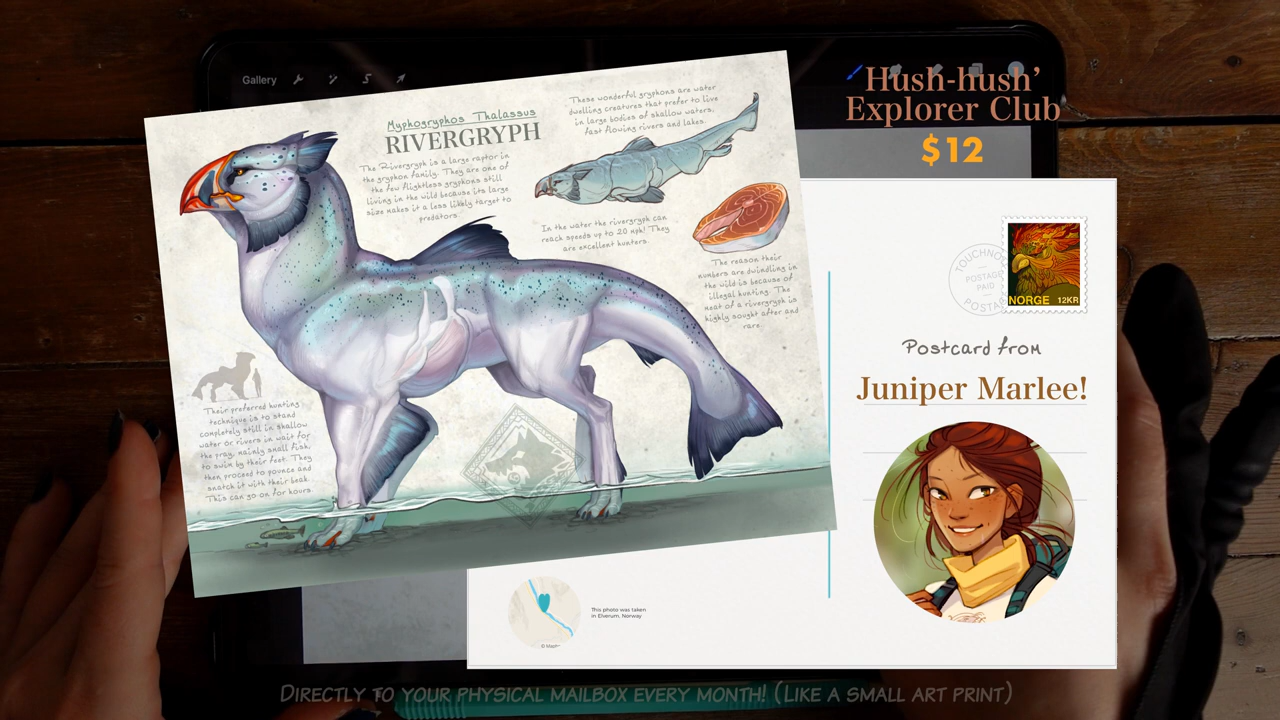 Gallery
'Hush-hush'
Explorer Club
$12
Myphogryphos Thalassus
RIVERGRYPH
The Rivergryph is a large raptor in
the gryphon family. They are one of
the few flightless gryphons still
living in the wild because its large
size makes it a less likely target to
predators.
These wonderful gryphons are water
dwelling creatures that prefer to live
in large bodies of shallow waters,
fast flowing rivers and lakes.
In the water the rivergryph can
reach speeds up to 20 mph! They
are excellent hunters.
The reason their
numbers are dwindling in
the wild is because of
illegal hunting. The
meat of a rivergryph is
highly sought after and
rare.
Their preferred hunting
technique is to stand
completely still in shallow
water or rivers in wait for
the pray, mainly small fish,
to swim by their feet. They
then proceed to pounce and
snatch it with their beak.
This can go on for hours.
TOUCHNO
POSTAGE
PAID
POSTA
NORGE 12KR
Postcard from
Juniper Marlee!
This photo was taken
in Elverum, Norway
DIRECTLY TO YOUR PHYSICAL MAILBOX EVERY MONTH! (LIKE A SMALL ART PRINT)